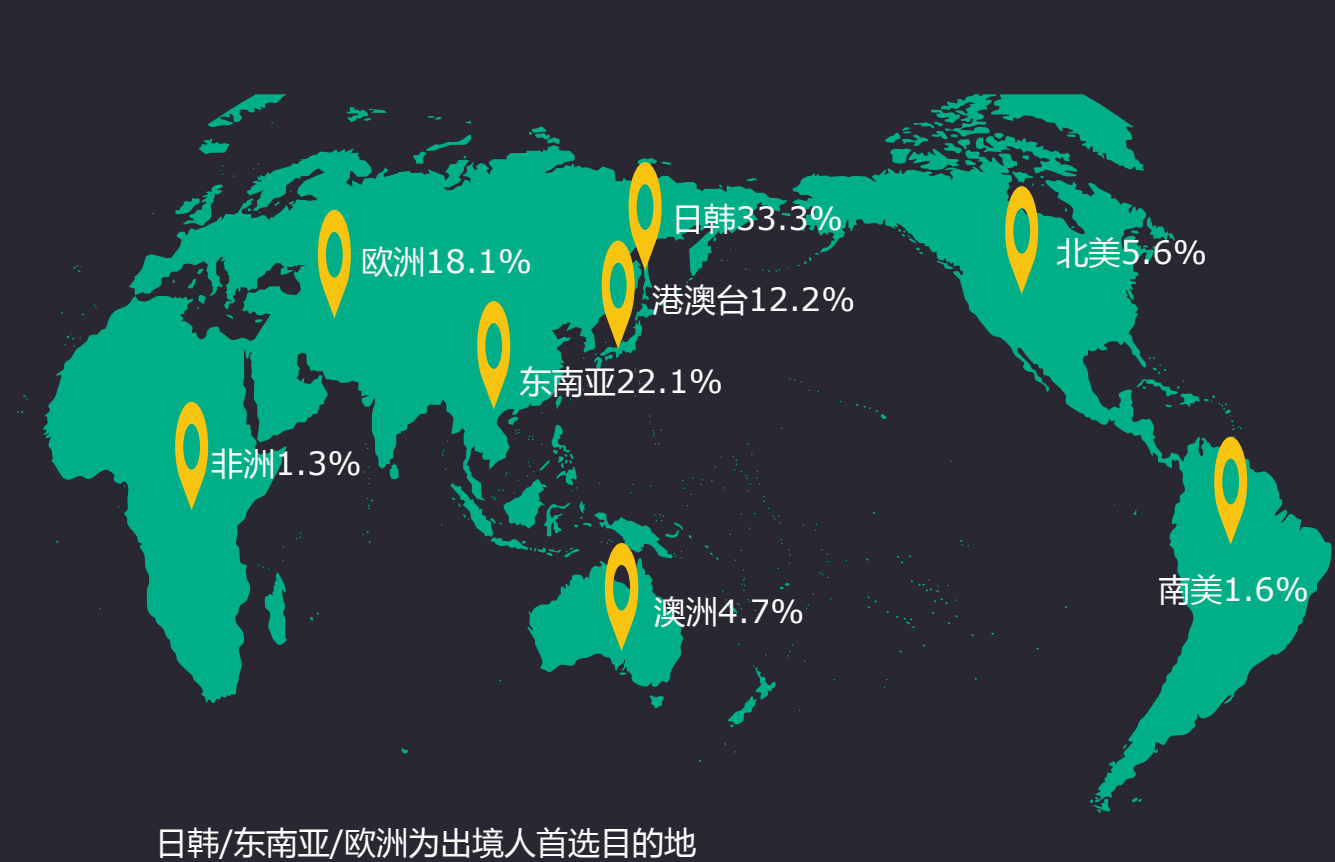 日韩33.3%
北美5.6%
欧洲18.1%
港澳台12.2%
东南亚22.1%
非洲1.3%
南美1.6%
澳洲4.7%
日韩/东南亚/欧洲为出境人首选目的地